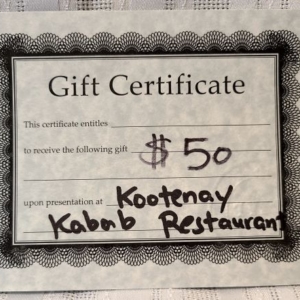 Gift Certificate
This certificate entitles
to receive the following gift $50
upon presentation at Kootenay
Kabab Restaurant